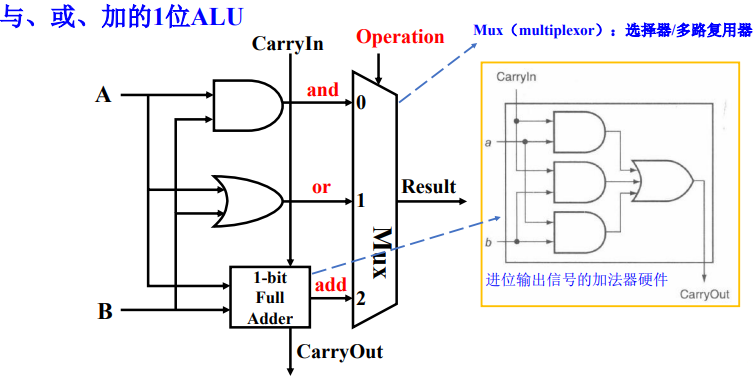 与、或、加的1位ALU
CarryIn
Operation
Mux（multiplexor）：选择器/多路复用器
A
and
0
or
1
Result
Mux
1-bit
Full
Adder
add
2
B
CarryOut
CarryIn
a
b
进位输出信号的加法器硬件
CarryOut